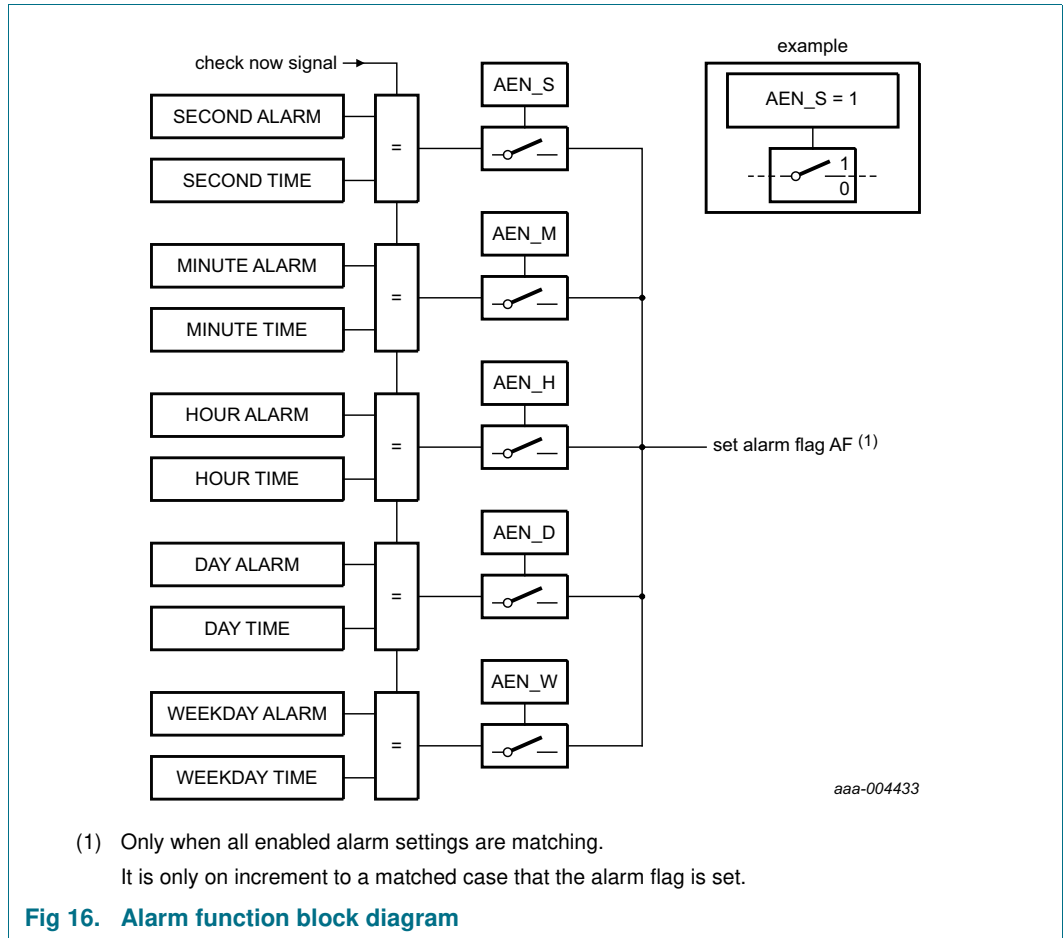 check now signal
example
AEN_S
AEN_S = 1
SECOND ALARM
=
SECOND TIME
1
0
AEN_M
MINUTE ALARM
=
MINUTE TIME
AEN_H
HOUR ALARM
=
set alarm flag AF (1)
HOUR TIME
AEN_D
DAY ALARM
=
DAY TIME
AEN_W
WEEKDAY ALARM
=
WEEKDAY TIME
aaa-004433
(1) Only when all enabled alarm settings are matching.
It is only on increment to a matched case that the alarm flag is set.
Fig 16. Alarm function block diagram